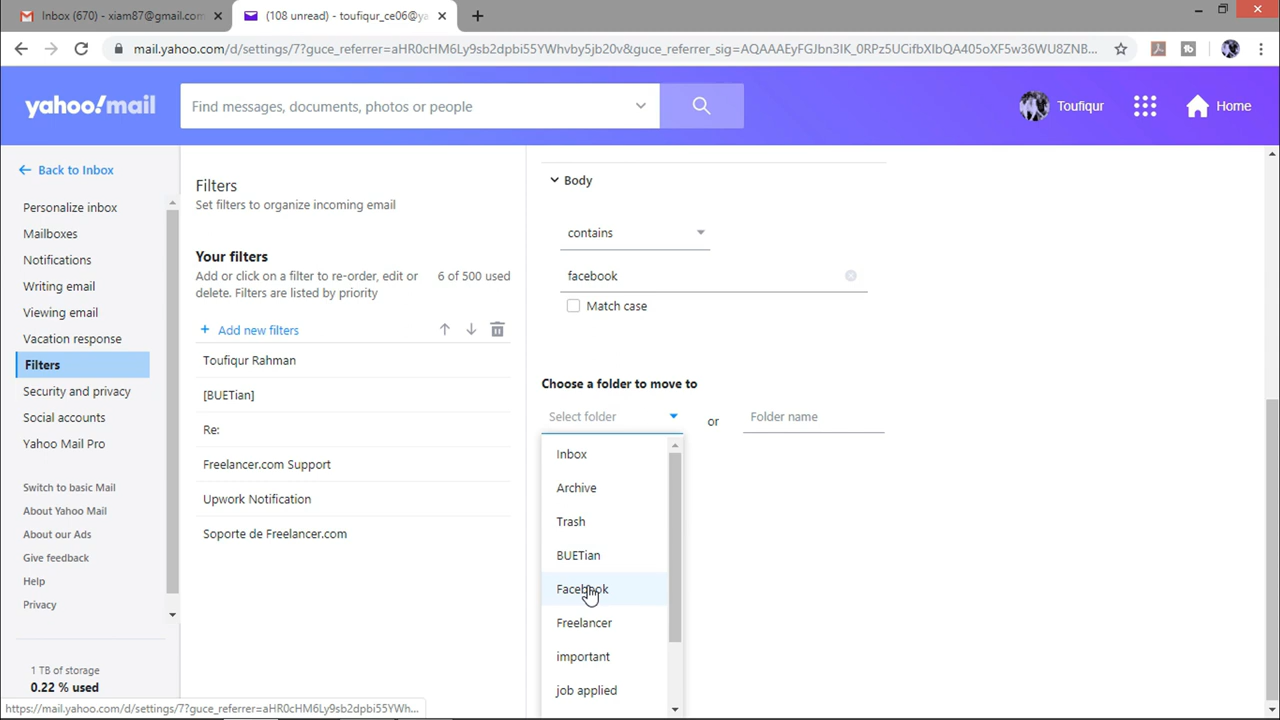 Inbox (670) - xiam87@gmail.com
(108 unread) - toufiqur_ce06@ya
mail.yahoo.com/d/settings/7?guce_referrer=aHR0cHM6Ly9sb2dpbi55YWhvby5jb20v&guce_referrer_sig=AQAAAEyFGJbn3IK_0RPz5UCifbXIbQA405oXF5w36WU8ZNB...
yahoo!mail
Find messages, documents, photos or people
Toufiqur
Home
Back to Inbox
Personalize inbox
Mailboxes
Notifications
Writing email
Viewing email
Vacation response
Filters
Security and privacy
Social accounts
Yahoo Mail Pro
Switch to basic Mail
About Yahoo Mail
About our Ads
Give feedback
Help
Privacy
1 TB of storage
0.22 % used
Filters
Set filters to organize incoming email
Your filters
Add or click on a filter to re-order, edit or
delete. Filters are listed by priority
6 of 500 used
+ Add new filters
Toufiqur Rahman
[BUETian]
Re:
Freelancer.com Support
Upwork Notification
Soporte de Freelancer.com
Body
contains
facebook
Match case
Choose a folder to move to
Select folder
or
Folder name
Inbox
Archive
Trash
BUETian
Facebook
Freelancer
important
job applied
https://mail.yahoo.com/d/settings/7?guce_referrer=aHR0cHM6Ly9sb2dpbi55YWh...